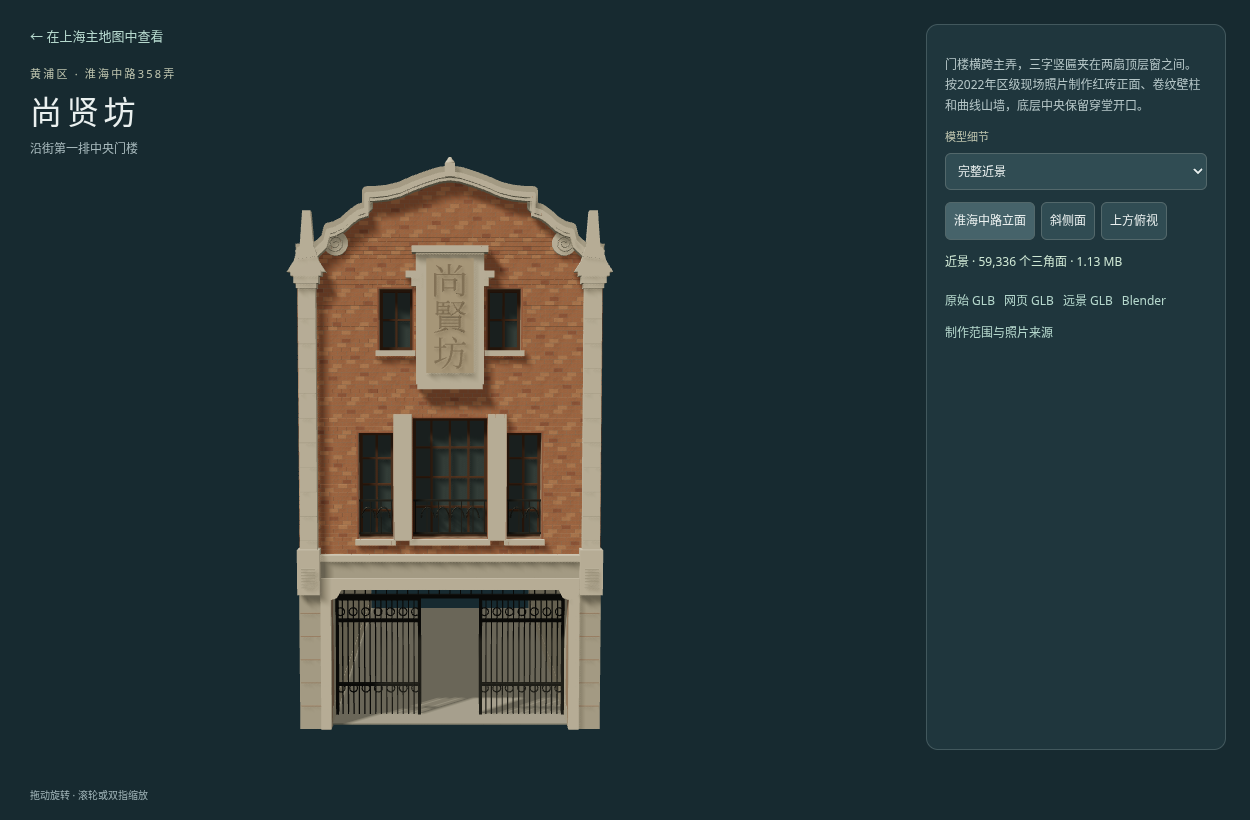 ← 在上海主地图中查看
黄浦区 · 淮海中路358弄
尚贤坊
沿街第一排中央门楼
尚
賢
坊
门楼横跨主弄，三字竖匾夹在两扇顶层窗之间。
按2022年区级现场照片制作红砖正面、卷纹壁柱
和曲线山墙，底层中央保留穿堂开口。
模型细节
完整近景
淮海中路立面 斜侧面 上方俯视
近景 · 59,336 个三角面 · 1.13 MB
原始 GLB 网页 GLB 远景 GLB Blender
制作范围与照片来源
拖动旋转 · 滚轮或双指缩放